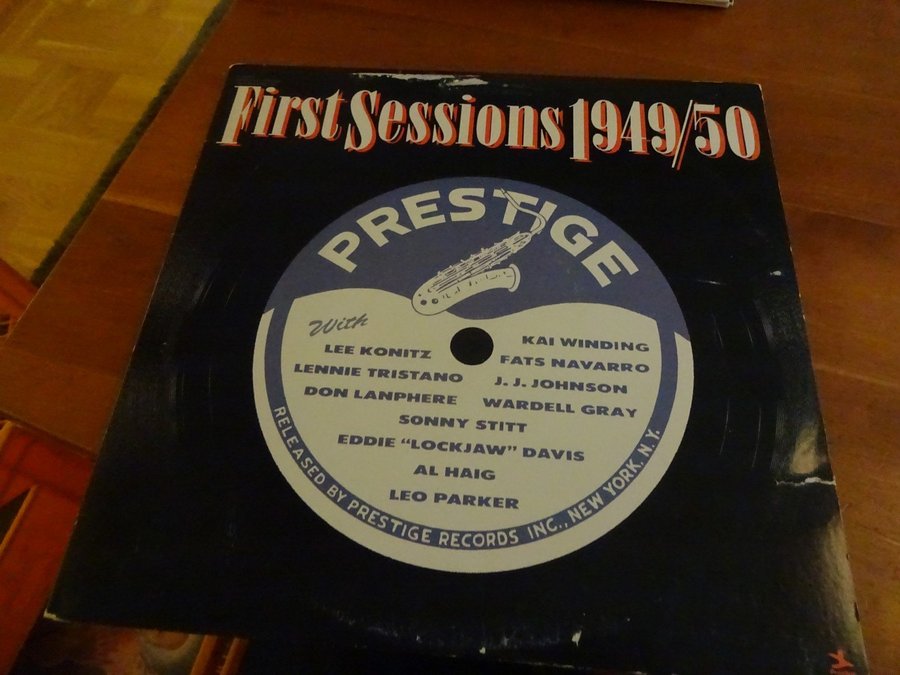 First Sessions 1949/50
PRESTIGE
With
LEE KONITZ
LENNIE TRISTANO
DON LANPHERE
KAI WINDING
FATS NAVARRO
J. J. JOHNSON
WARDELL GRAY
SONNY STITT
EDDIE “LOCKJAW” DAVIS
AL HAIG
LEO PARKER
RELEASED BY PRESTIGE RECORDS INC., NEW YORK, N. Y.